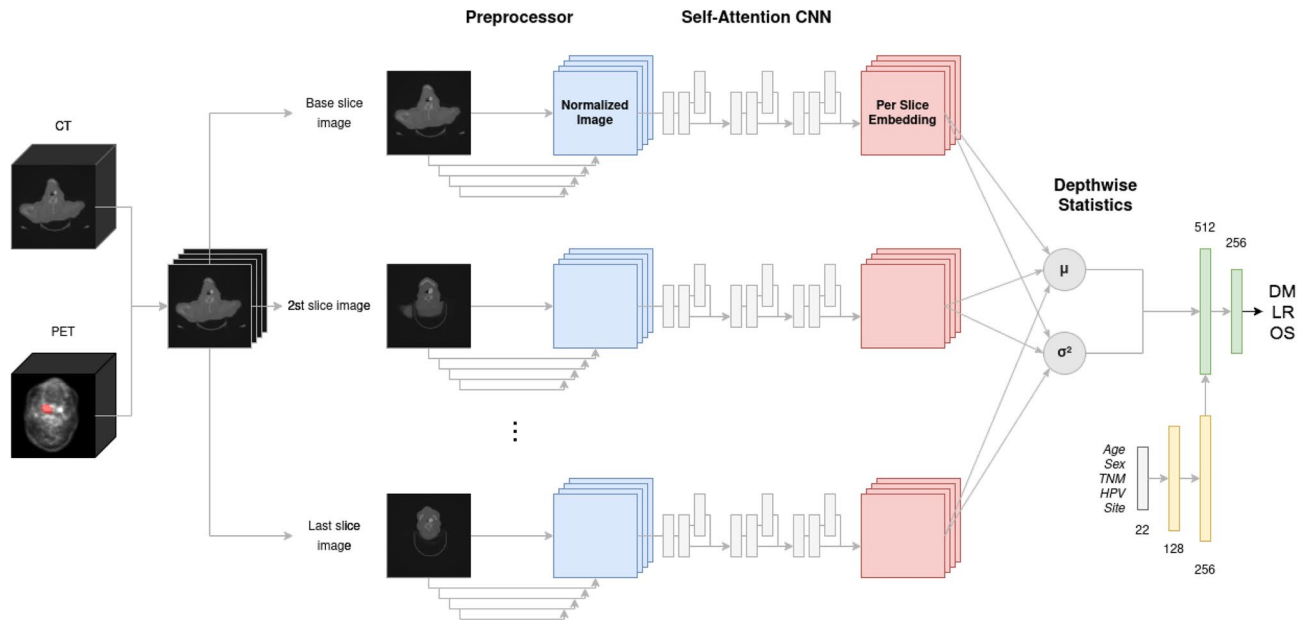 Preprocessor
Self-Attention CNN
CT
PET
Base slice
image
Normalized
Image
Per Slice
Embedding
2st slice image
⋮
Last slice
image
Depthwise
Statistics
μ
σ²
512
256
DM
LR
OS
Age
Sex
TNM
HPV
Site
22
128
256